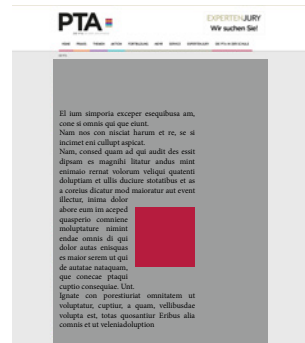 PTA
EXPERTENJURY
Wir suchen Sie!
El ium simporia exceper esequibusa am,
cone si omnis qui que eiunt.
Nam nos con nisciat harum et re, se si
incimet eni cullupt aspicat.
Nam, consed quam ad qui audit des essit
dipsam es magnihi litatur andus mint
enimaio rernat volorum veliqui quatenti
doluptiam et ullis duciure stotatibus et as
a coreius dicatur mod maioratur aut event
illectur, inima dolor
abore eum im aceped
quasperio comniene
moluptature nimint
endae omnis di qui
dolor autas enisquas
es maior serem ut qui
de autatae nataquam,
que conecae ptaqui
cuptio consequiae. Unt.
Ignate con porestiuriat omnitatem ut
voluptatur, cuptiur, a quam, vellibusdae
volupta est, totas quosantiur Eribus alia
comnis et ut veleniadoluption